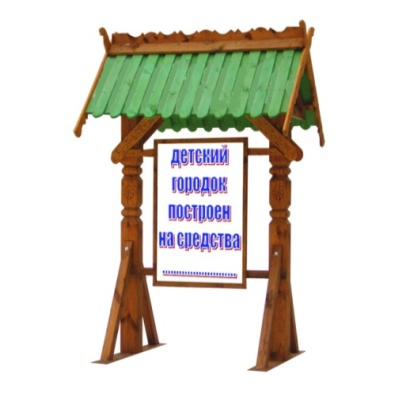 детский
городок
построен
на средства
..........................